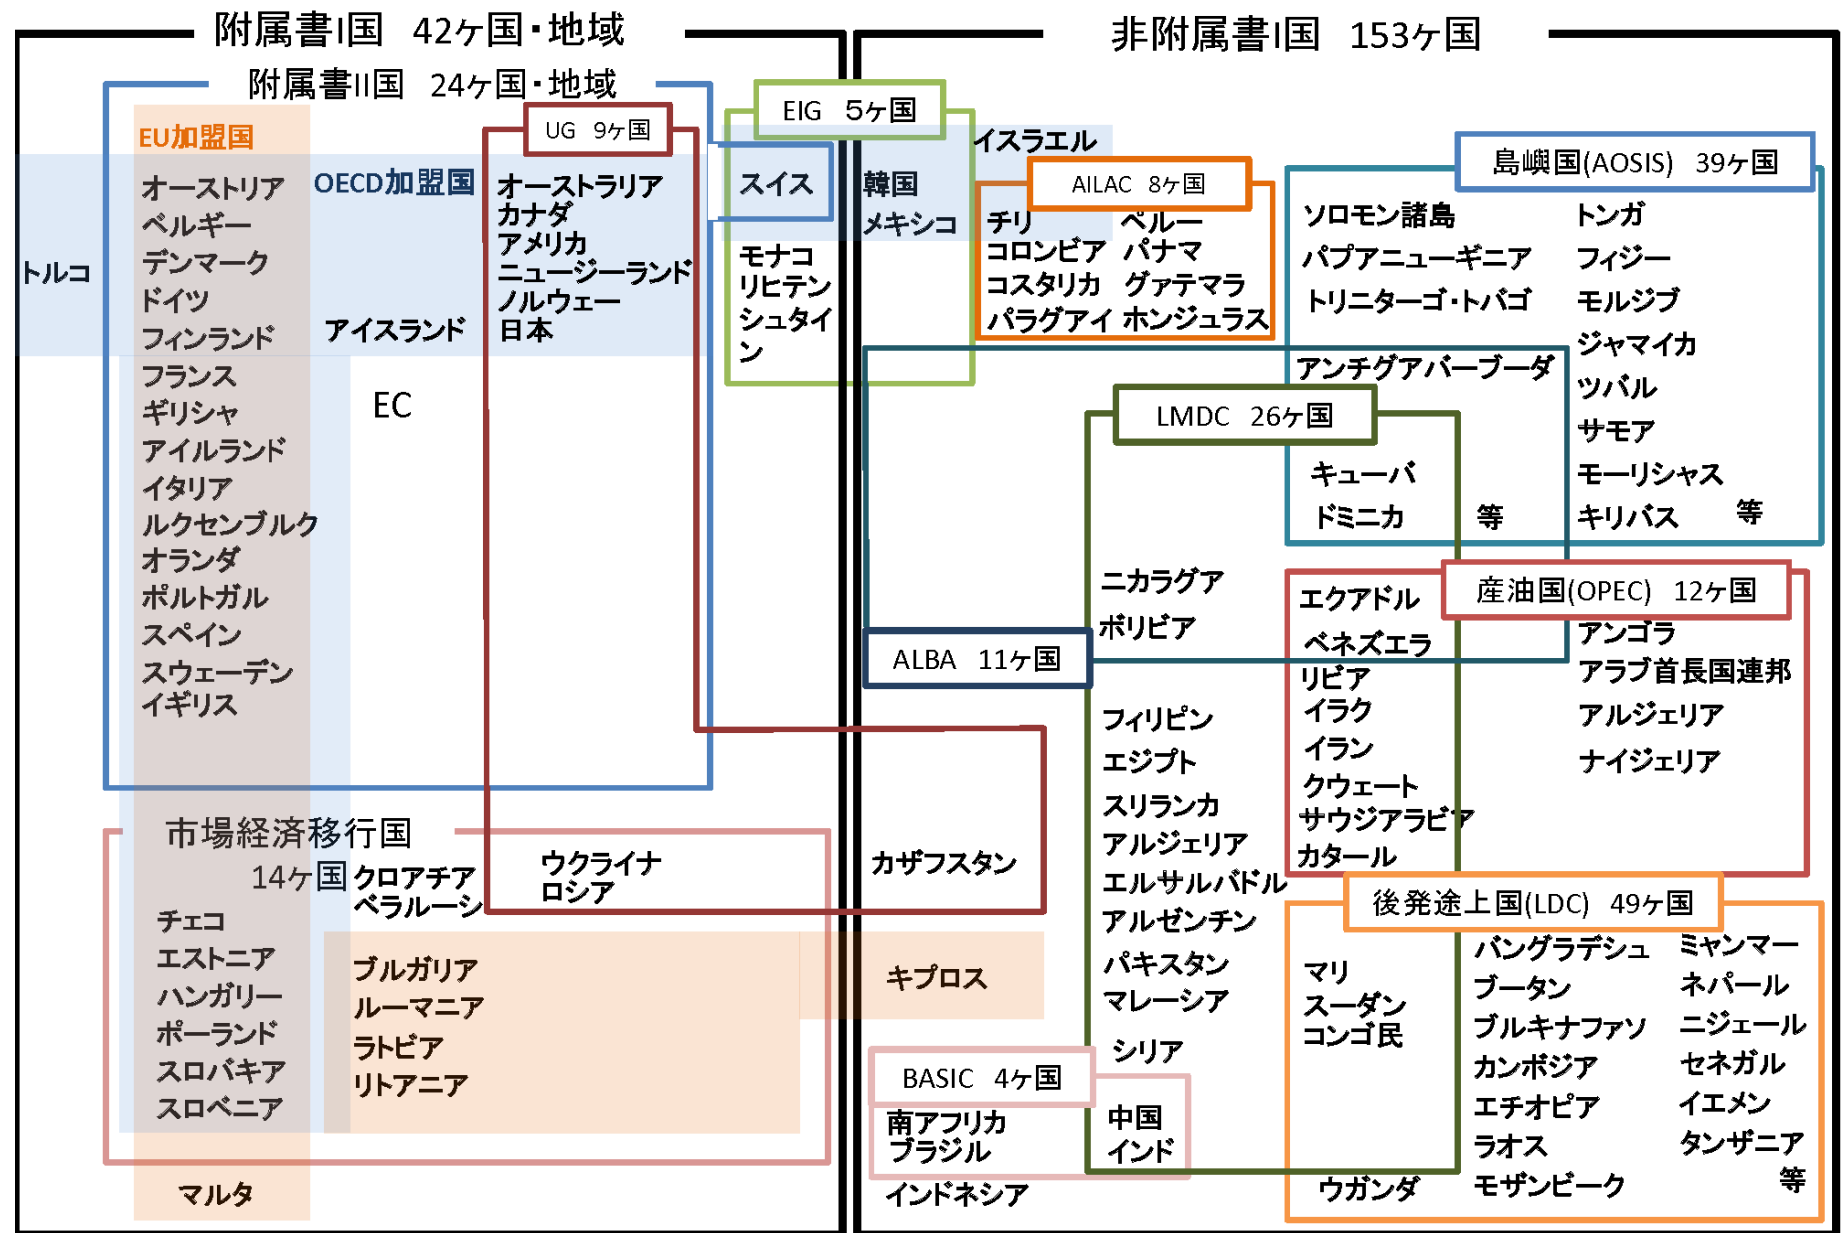 附属書I国　42ヶ国・地域
附属書II国　24ヶ国・地域
EU加盟国
オーストリア
ベルギー
デンマーク
ドイツ
フィンランド
フランス
ギリシャ
アイルランド
イタリア
ルクセンブルク
オランダ
ポルトガル
スペイン
スウェーデン
イギリス
トルコ
OECD加盟国
アイスランド
EC
UG　9ヶ国
オーストラリア
カナダ
アメリカ
ニュージーランド
ノルウェー
日本
市場経済移行国
14ヶ国
チェコ
エストニア
ハンガリー
ポーランド
スロバキア
スロベニア
クロアチア
ベラルーシ
ブルガリア
ルーマニア
ラトビア
リトアニア
ウクライナ
ロシア
マルタ
EIG　５ヶ国
スイス
モナコ
リヒテン
シュタイ
ン
非附属書I国　153ヶ国
韓国
メキシコ
イスラエル
AILAC　8ヶ国
チリ
コロンビア
コスタリカ
パラグアイ
ペルー
パナマ
グァテマラ
ホンジュラス
島嶼国(AOSIS)　39ヶ国
ソロモン諸島
パプアニューギニア
トリニターゴ・トバゴ
アンチグアバーブーダ
キューバ
ドミニカ
等
トンガ
フィジー
モルジブ
ジャマイカ
ツバル
サモア
モーリシャス
キリバス
等
LMDC　26ヶ国
ニカラグア
ボリビア
ALBA　11ヶ国
フィリピン
エジプト
スリランカ
アルジェリア
エルサルバドル
アルゼンチン
パキスタン
マレーシア
シリア
産油国(OPEC)　12ヶ国
エクアドル
ベネズエラ
リビア
イラク
イラン
クウェート
サウジアラビア
カタール
アンゴラ
アラブ首長国連邦
アルジェリア
ナイジェリア
カザフスタン
キプロス
BASIC　4ヶ国
南アフリカ
ブラジル
中国
インド
インドネシア
後発途上国(LDC)　49ヶ国
マリ
スーダン
コンゴ民
ウガンダ
バングラデシュ
ブータン
ブルキナファソ
カンボジア
エチオピア
ラオス
モザンビーク
ミャンマー
ネパール
ニジェール
セネガル
イエメン
タンザニア
等